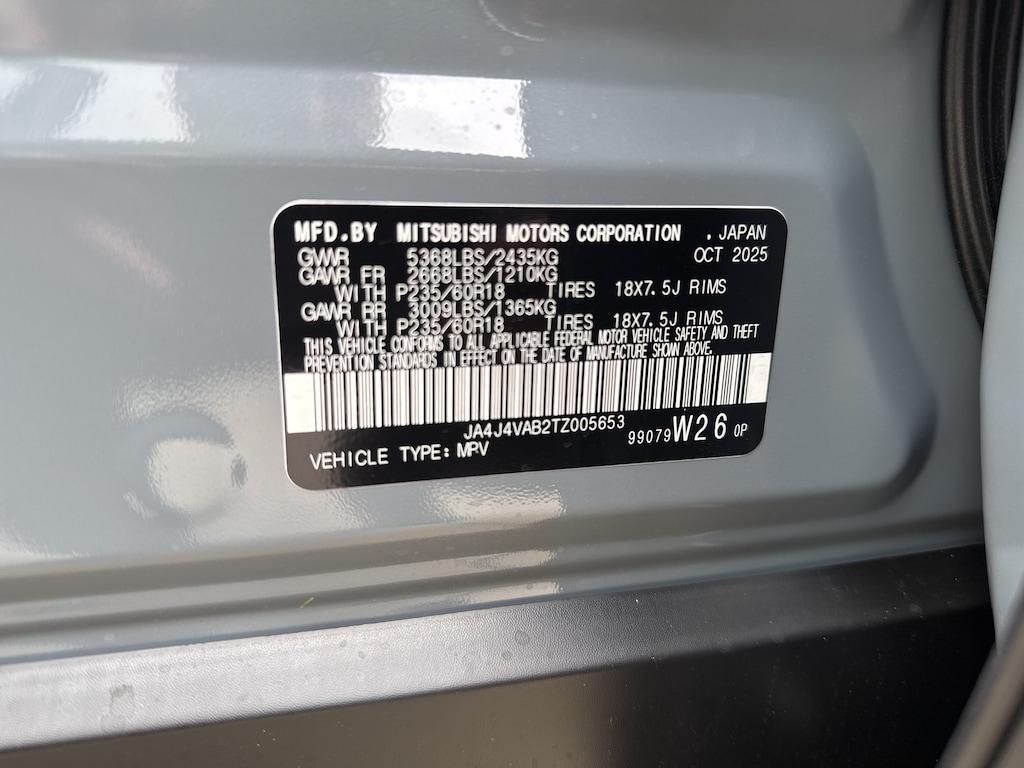 MFD.BY MITSUBISHI MOTORS CORPORATION , JAPAN
GVWR 5368LBS/2435KG OCT 2025
GAWR FR 2668LBS/1210KG
WITH P235/60R18 TIRES 18X7.5J RIMS
GAWR RR 3009LBS/1365KG
WITH P235/60R18 TIRES 18X7.5J RIMS
THIS VEHICLE CONFORMS TO ALL APPLICABLE FEDERAL MOTOR VEHICLE SAFETY AND THEFT
PREVENTION STANDARDS IN EFFECT ON THE DATE OF MANUFACTURE SHOWN ABOVE.
JA4J4VAB2TZ005653
99079 W26 0P
VEHICLE TYPE: MPV